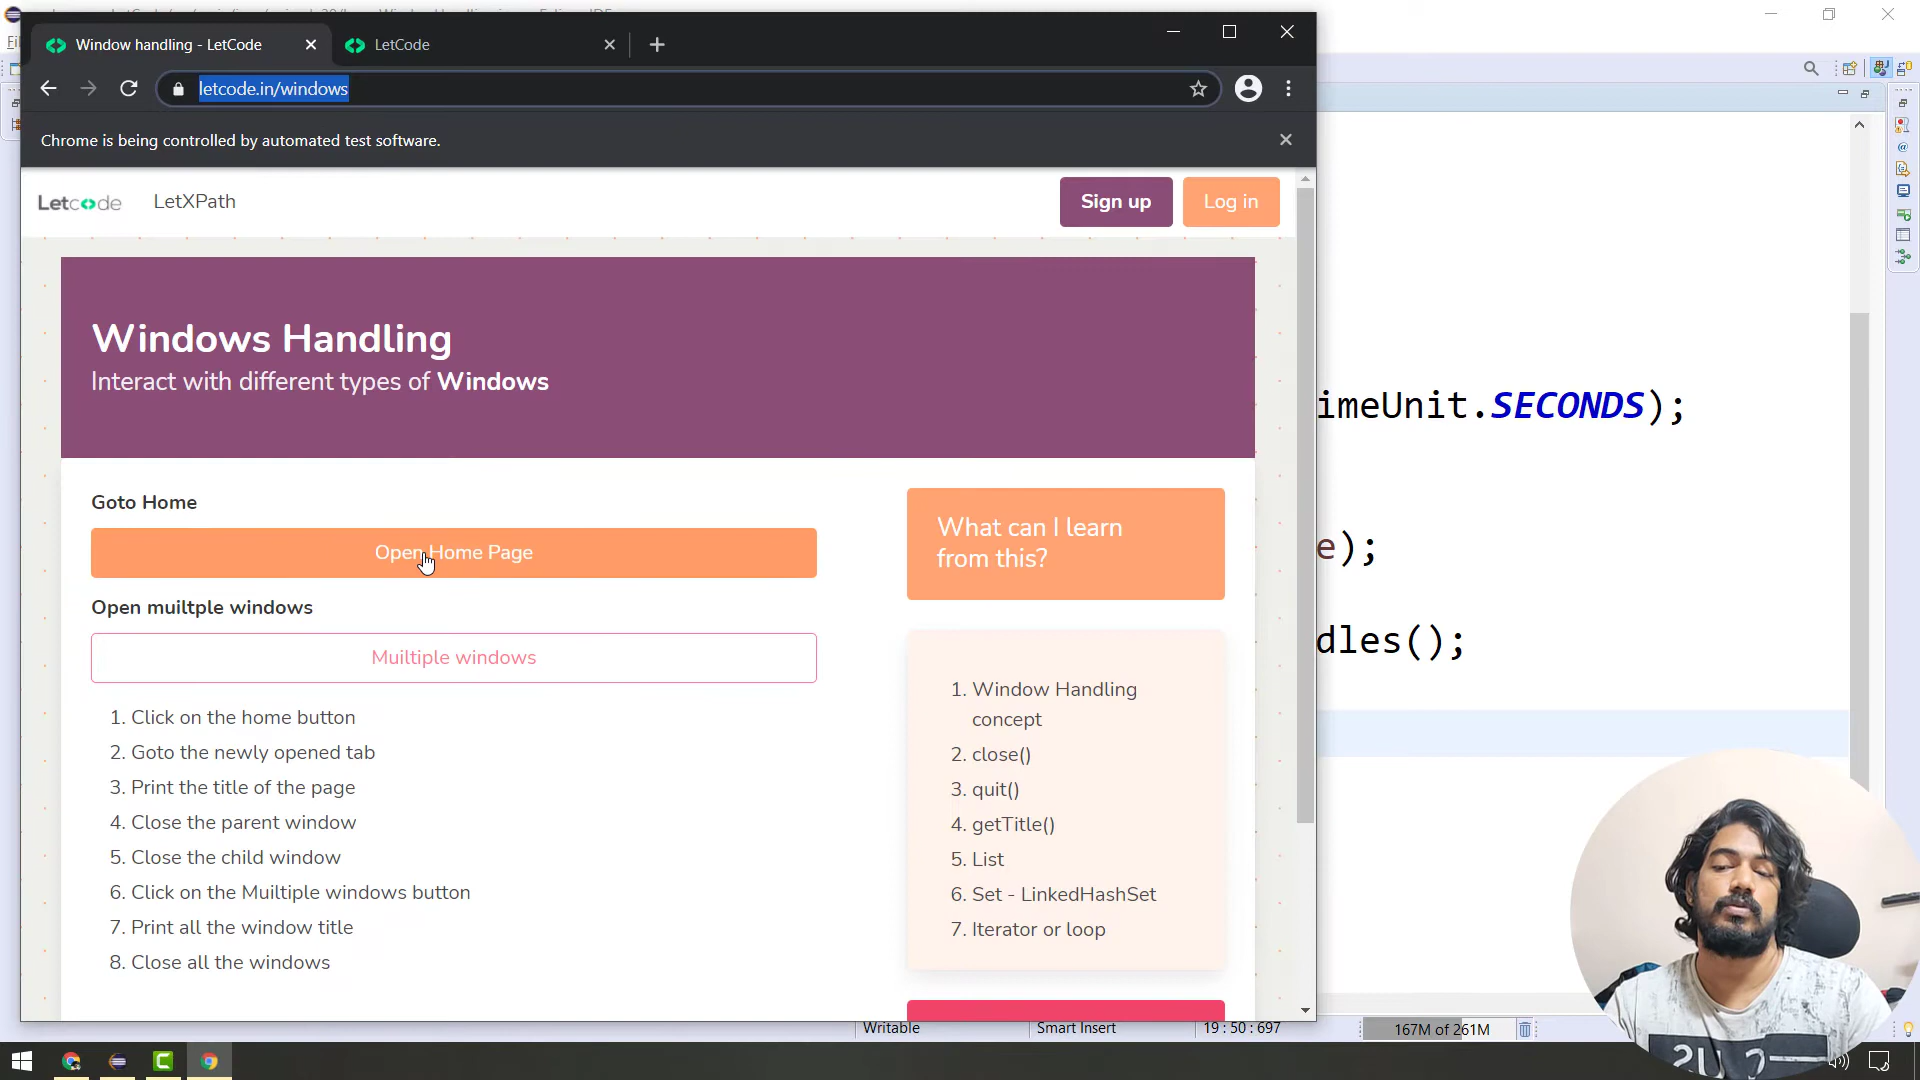 Window handling - LetCode
LetCode
letcode.in/windows
Chrome is being controlled by automated test software.
Letcode
LetXPath
Sign up
Log in
Windows Handling
Interact with different types of Windows
Goto Home
Open Home Page
Open muiltple windows
Muiltiple windows
1. Click on the home button
2. Goto the newly opened tab
3. Print the title of the page
4. Close the parent window
5. Close the child window
6. Click on the Muiltiple windows button
7. Print all the window title
8. Close all the windows
What can I learn
from this?
1. Window Handling
concept
2. close()
3. quit()
4. getTitle()
5. List
6. Set - LinkedHashSet
7. Iterator or loop
imeUnit.SECONDS);
e);
dles();
Writable
Smart Insert
19 : 50 : 697
167M of 261M